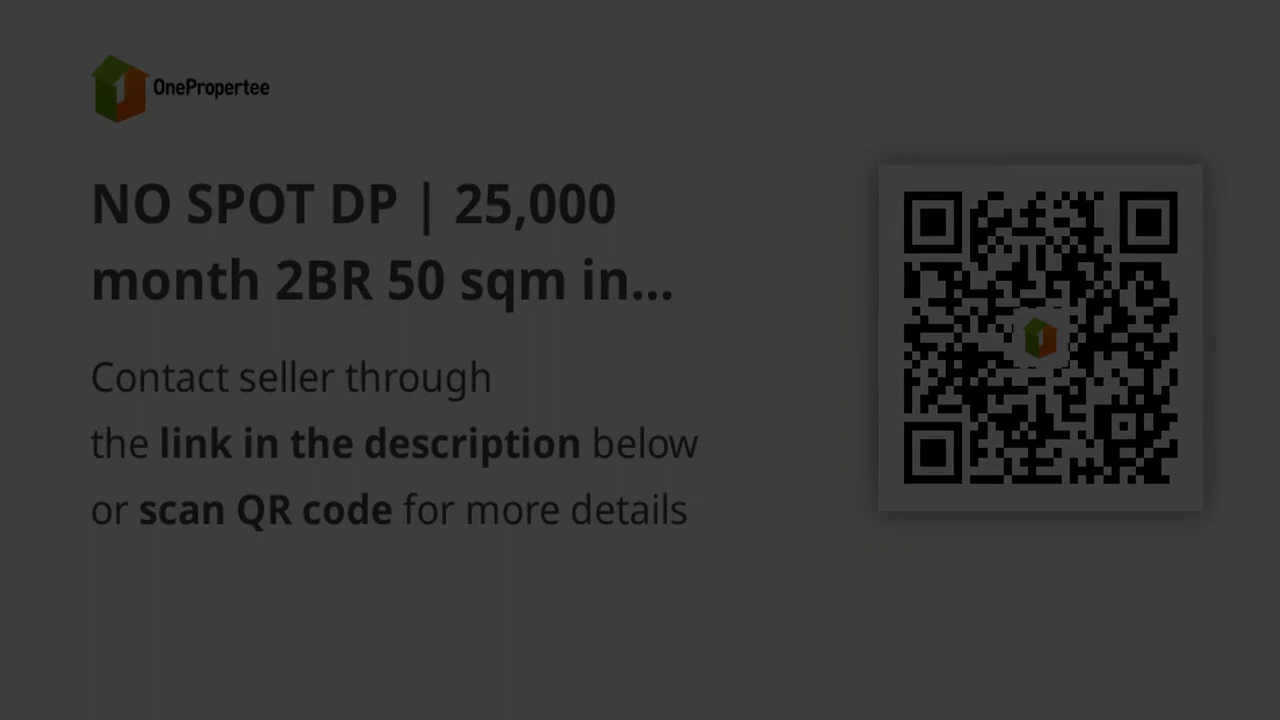 OnePropertee
NO SPOT DP | 25,000
month 2BR 50 sqm in...
Contact seller through
the link in the description below
or scan QR code for more details